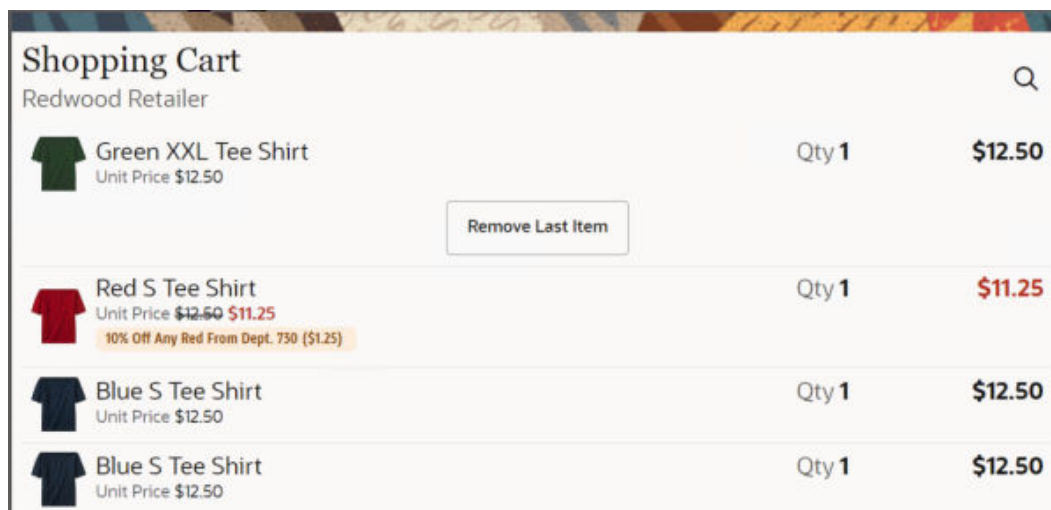 Shopping Cart
Redwood Retailer
Green XXL Tee Shirt Qty 1 $12.50
Unit Price $12.50
Remove Last Item
Red S Tee Shirt Qty 1 $11.25
Unit Price $12.50 $11.25
10% Off Any Red From Dept. 730 ($1.25)
Blue S Tee Shirt Qty 1 $12.50
Unit Price $12.50
Blue S Tee Shirt Qty 1 $12.50
Unit Price $12.50